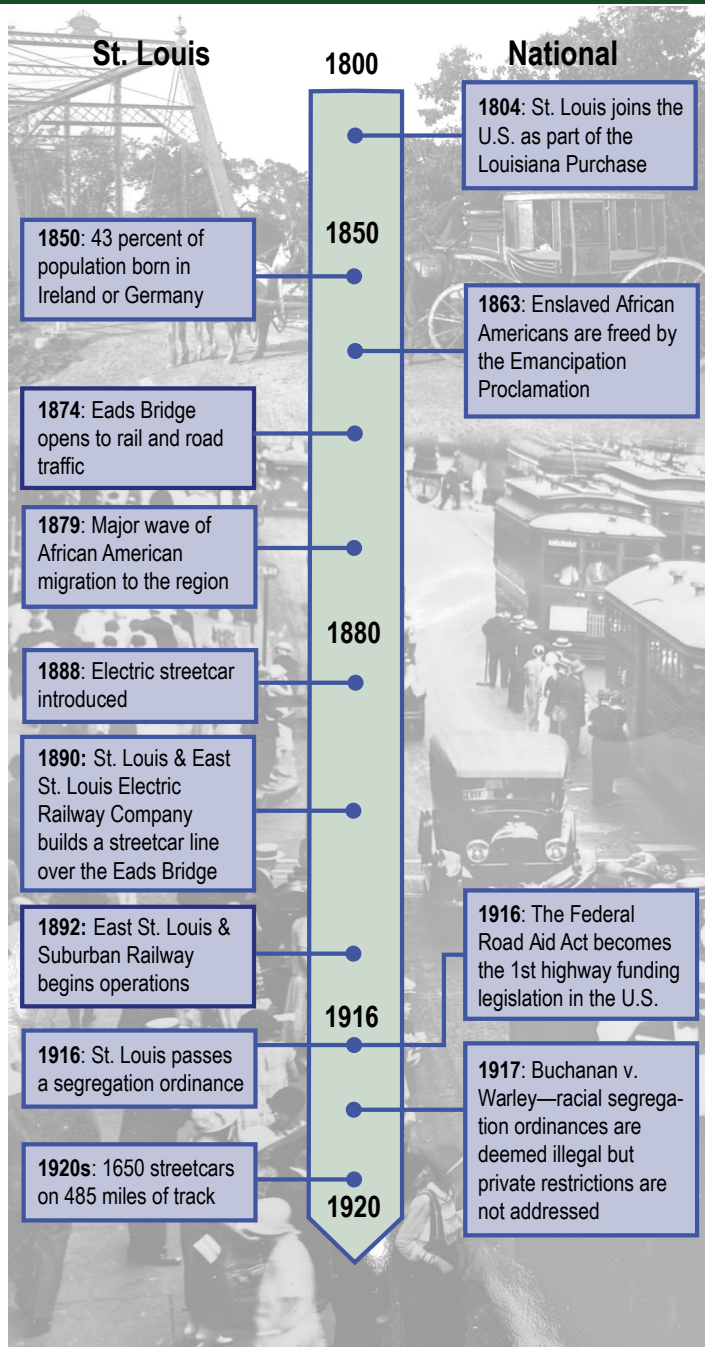 St. Louis
1800
National
1804: St. Louis joins the
U.S. as part of the
Louisiana Purchase
1850
1850: 43 percent of
population born in
Ireland or Germany
1863: Enslaved African
Americans are freed by
the Emancipation
Proclamation
1874: Eads Bridge
opens to rail and road
traffic
1879: Major wave of
African American
migration to the region
1880
1888: Electric streetcar
introduced
1890: St. Louis & East
St. Louis Electric
Railway Company
builds a streetcar line
over the Eads Bridge
1892: East St. Louis &
Suburban Railway
begins operations
1916: The Federal
Road Aid Act becomes
the 1st highway funding
legislation in the U.S.
1916
1916: St. Louis passes
a segregation ordinance
1917: Buchanan v.
Warley—racial segrega-
tion ordinances are
deemed illegal but
private restrictions are
not addressed
1920s: 1650 streetcars
on 485 miles of track
1920